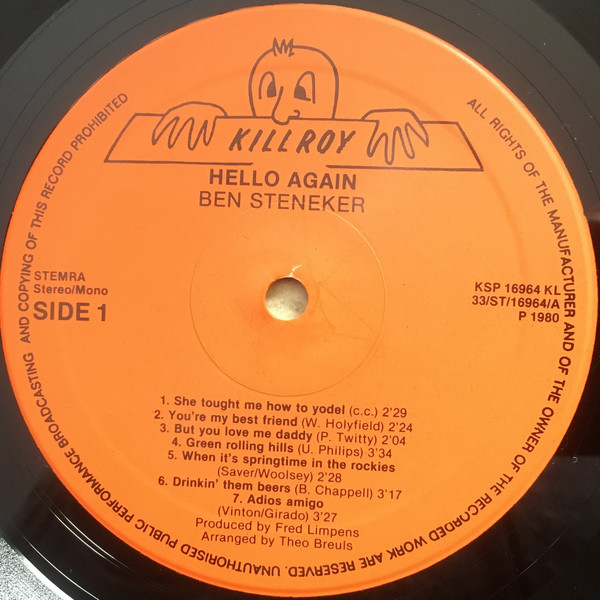 KILLROY
HELLO AGAIN
BEN STENEKER
STEMRA
Stereo/Mono
SIDE 1
KSP 16964 KL
33/ST/16964/A
P 1980
1. She tought me how to yodel (c.c.) 2'29
2. You're my best friend (W. Holyfield) 2'24
3. But you love me daddy (P. Twitty) 2'04
4. Green rolling hills (U. Philips) 3'34
5. When it's springtime in the rockies
(Saver/Woolsey) 2'28
6. Drinkin' them beers (B. Chappell) 3'17
7. Adios amigo
(Vinton/Girado) 3'27
Produced by Fred Limpens
Arranged by Theo Breuls
ALL RIGHTS OF THE MANUFACTURER AND OF THE OWNER OF THE RECORDED WORK ARE RESERVED. UNAUTHORISED PUBLIC PERFORMANCE BROADCASTING AND COPYING OF THIS RECORD PROHIBITED